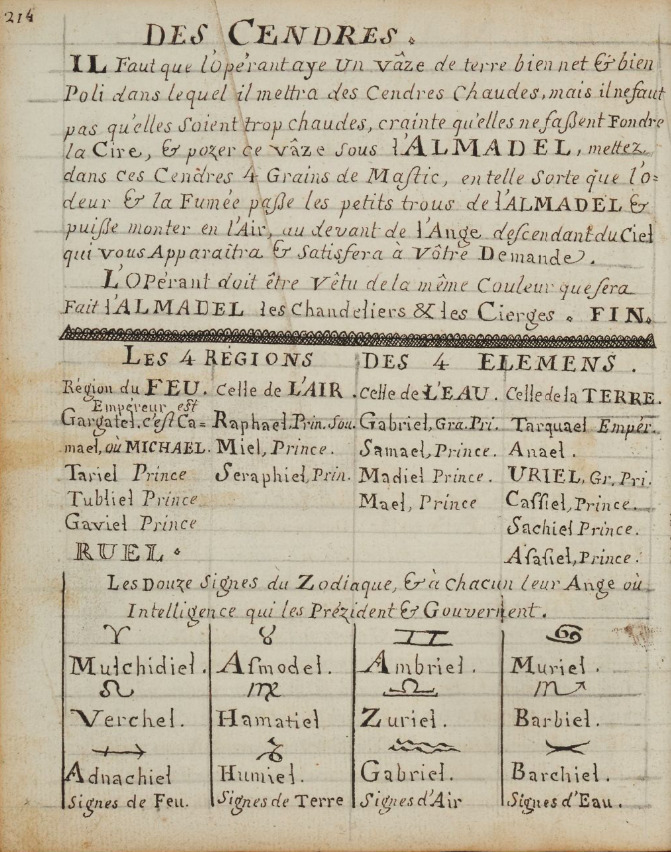 214
DES CENDRES.
IL Faut que l'opérant aye un vâze de terre bien net & bien
Poli dans lequel il mettra des Cendres Chaudes, mais il ne faut
pas qu'elles soient trop chaudes, crainte qu'elles ne faßent Fondre
la Cire, & pozer ce vâze sous l'ALMADEL, mettez
dans ces Cendres 4 Grains de Mastic, en telle sorte que l'o=
deur & la Fumée paße les petits trous de l'ALMADEL &
puiße monter en l'Air, au devant de l'Ange descendant du Ciel
qui vous Apparaîtra & Satisfera à Vôtre Demande.
L'OPérant doit être Vêtu de la même Couleur que sera
Fait l'ALMADEL les Chandeliers & les Cierges. FIN.
LES 4 RÉGIONS DES 4 ELEMENS.
Région du FEU. Celle de L'AIR. Celle de L'EAU. Celle de la TERRE.
Empéreur est
Gargatel. c'est Ca= Raphael, Prin. Sou. Gabriel, Gra. Pri. Tarquael Empér.
mael, où MICHAEL. Miel, Prince. Samael, Prince. Anael.
Tariel Prince Seraphiel, Prin. Madiel Prince. URIEL, Gr. Pri.
Tubliel Prince Mael, Prince Cassiel, Prince.
Gaviel Prince Sachiel Prince.
RUEL. Asasiel, Prince.
Les Douze Signes du Zodiaque, & à Chacun leur Ange où
Intelligence qui les Prézident & Gouvernent.
♈ ♉ ♊ ♋
Mulchidiel. Asmodel. Ambriel. Muriel.
♌ ♍ ♎ ♏
Verchel. Hamatiel Zuriel. Barbiel.
♐ ♑ ♒ ♓
Adnachiel Humiel. Gabriel. Barchiel.
Signes de Feu. Signes de Terre Signes d'Air Signes d'Eau.